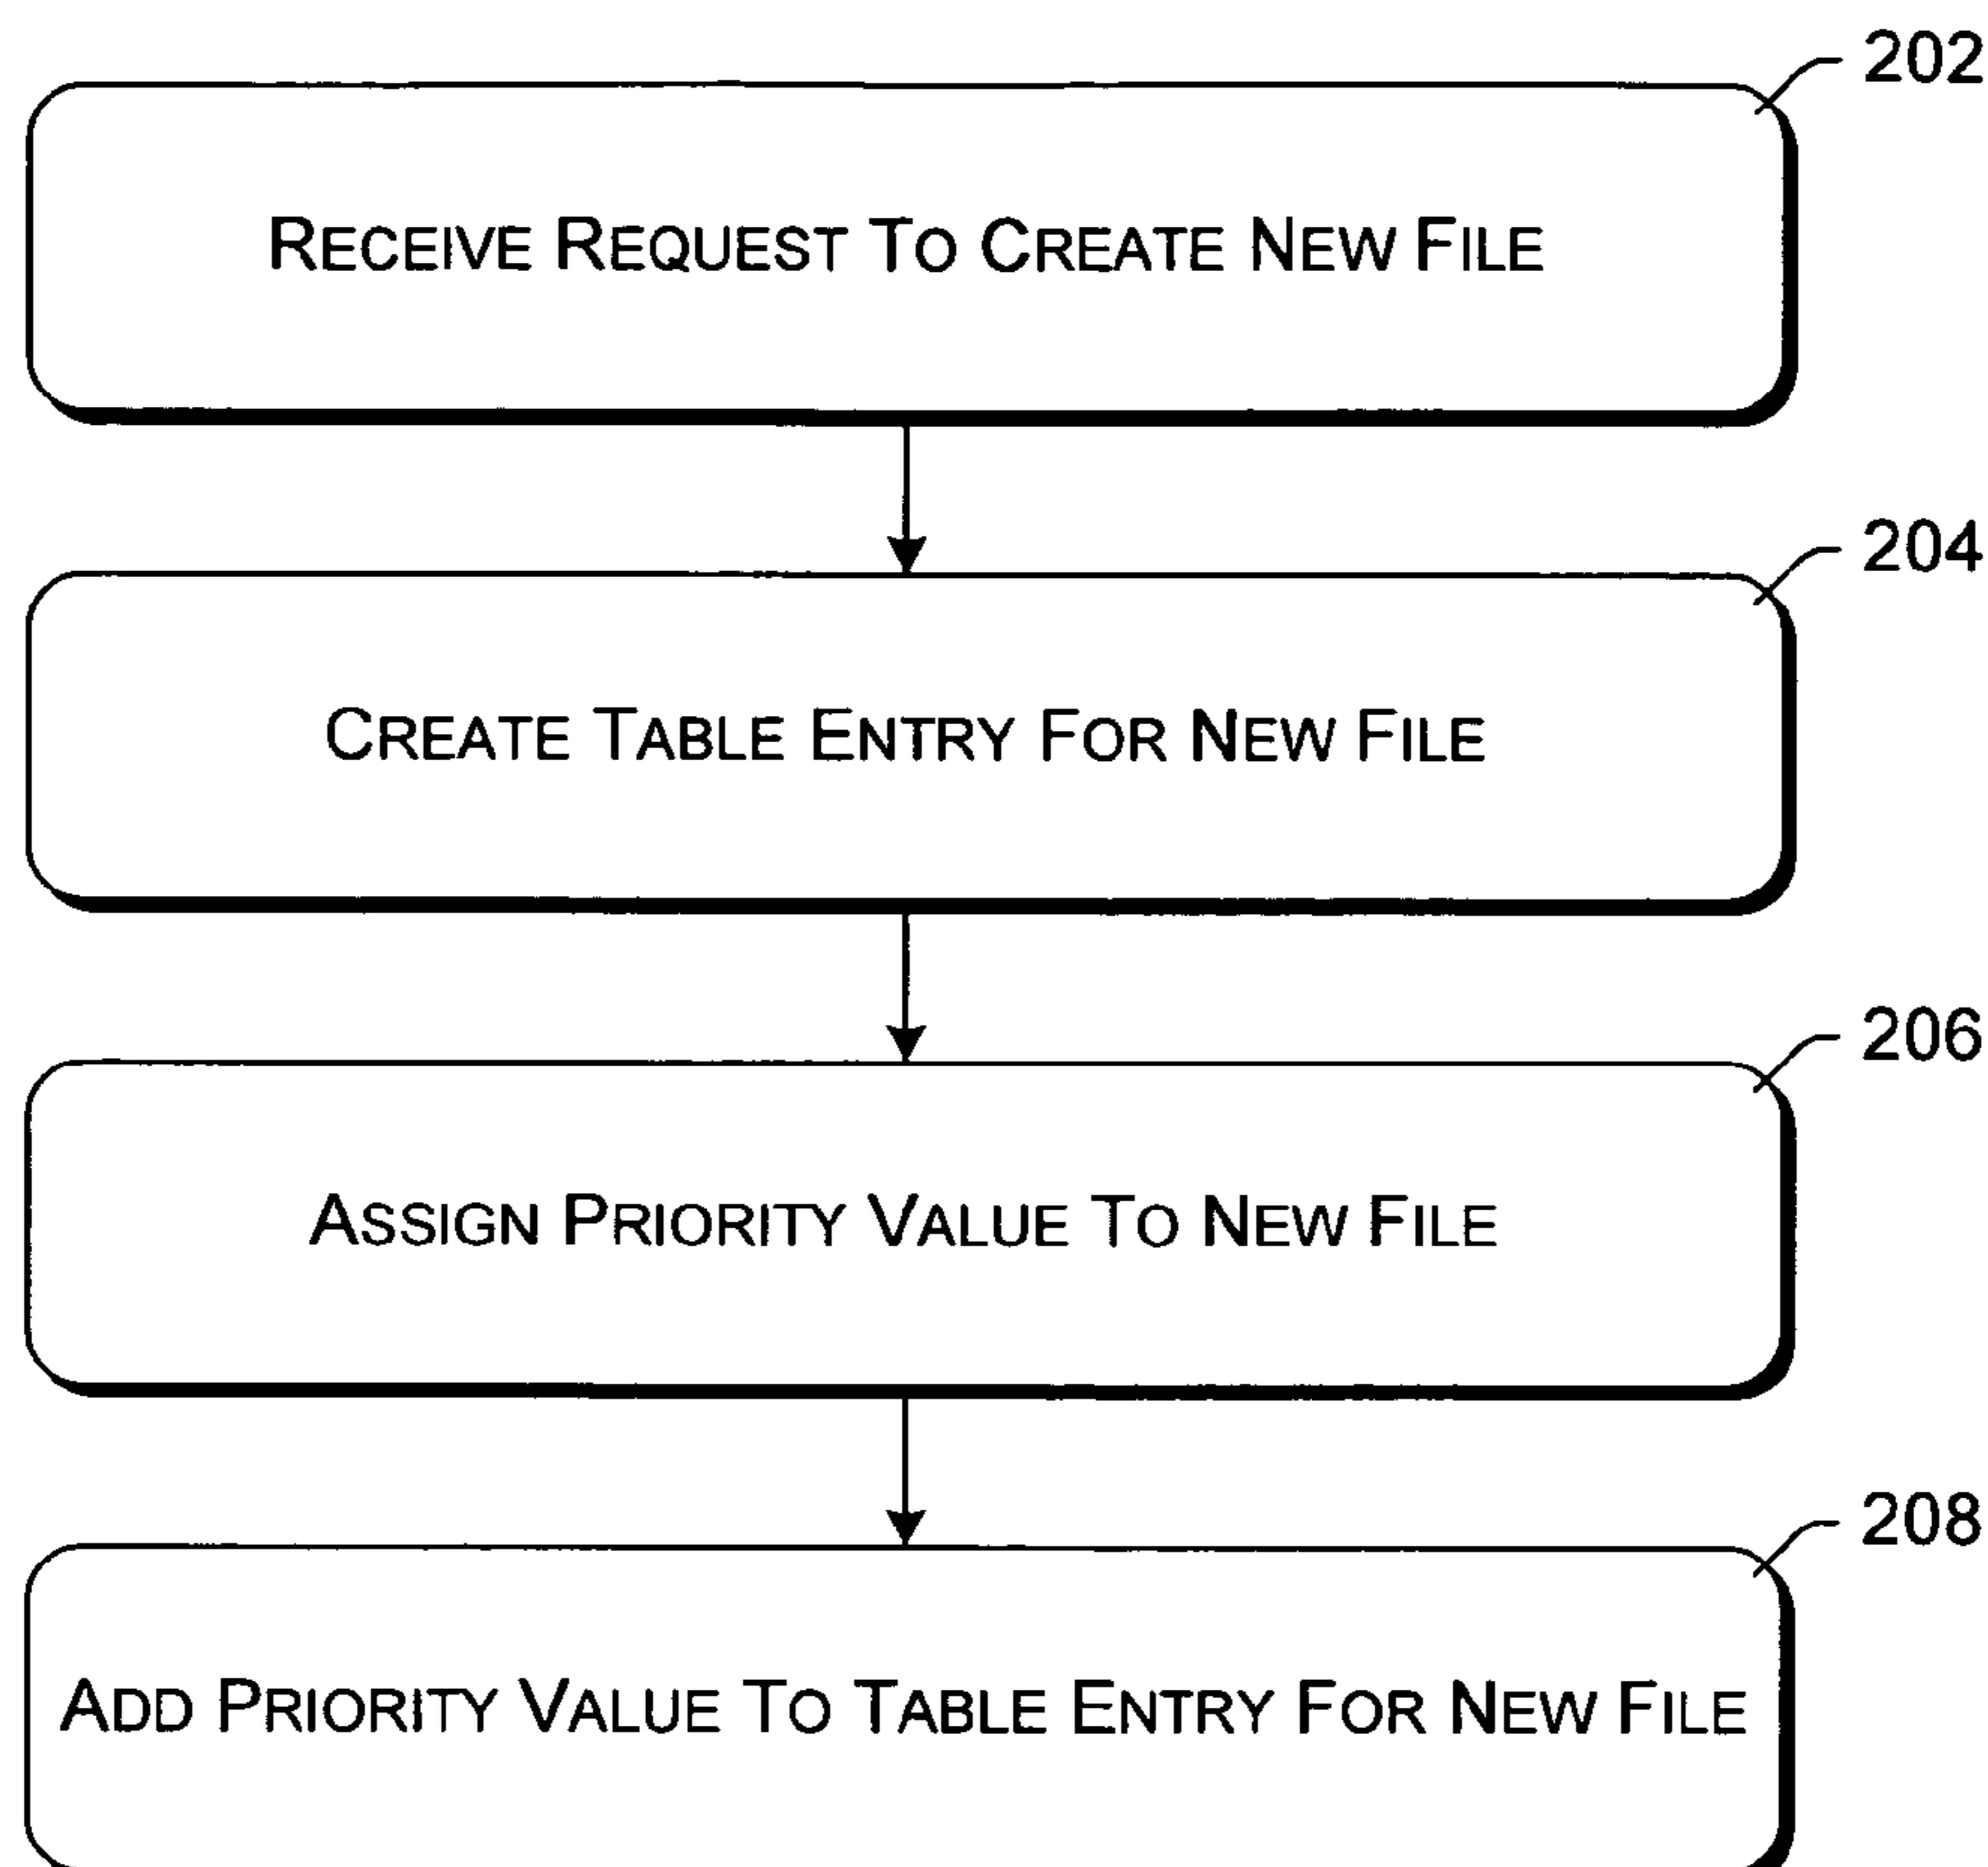 202
RECEIVE REQUEST TO CREATE NEW FILE
204
CREATE TABLE ENTRY FOR NEW FILE
206
ASSIGN PRIORITY VALUE TO NEW FILE
208
ADD PRIORITY VALUE TO TABLE ENTRY FOR NEW FILE